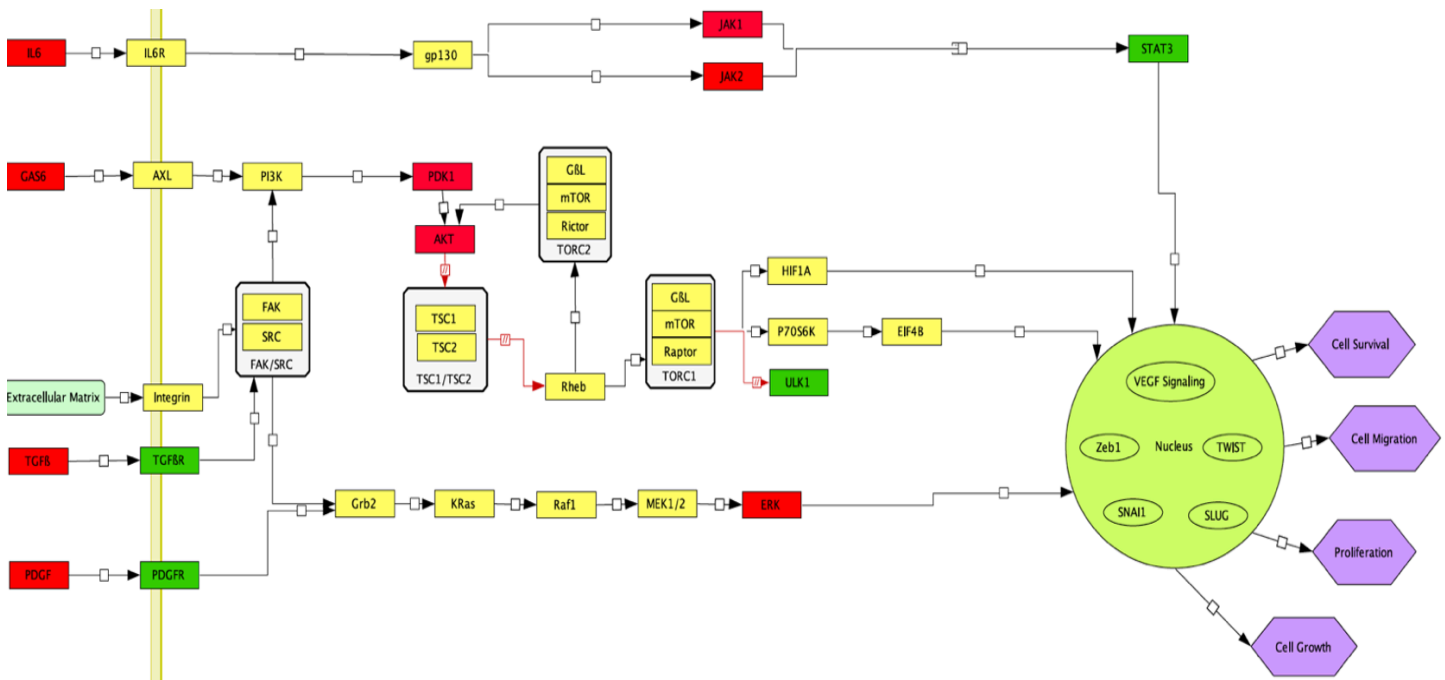 IL6
IL6R
gp130
JAK1
JAK2
STAT3
GAS6
AXL
PI3K
PDK1
AKT
GßL
mTOR
Rictor
TORC2
FAK
SRC
FAK/SRC
TSC1
TSC2
TSC1/TSC2
Rheb
GßL
mTOR
Raptor
TORC1
HIF1A
P70S6K
EIF4B
ULK1
Extracellular Matrix
Integrin
TGFß
TGFßR
Grb2
KRas
Raf1
MEK1/2
ERK
PDGF
PDGFR
VEGF Signaling
Zeb1
Nucleus
TWIST
SNAI1
SLUG
Cell Survival
Cell Migration
Proliferation
Cell Growth